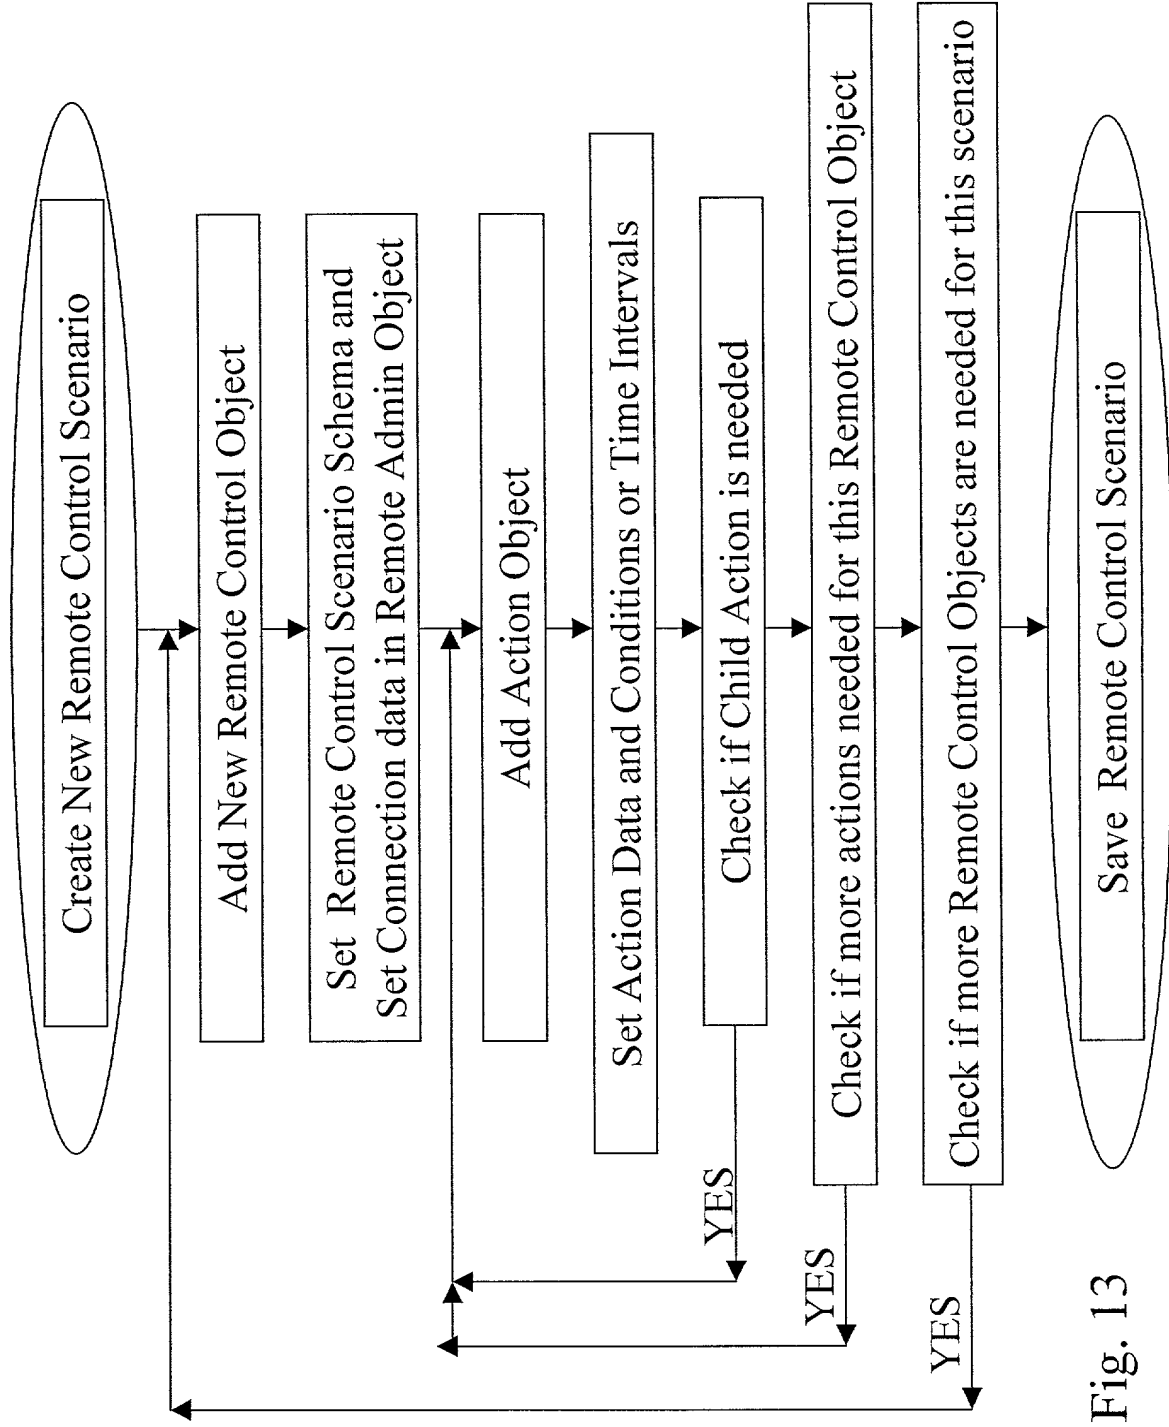 Create New Remote Control Scenario
Add New Remote Control Object
Set Remote Control Scenario Schema and
Set Connection data in Remote Admin Object
Add Action Object
Set Action Data and Conditions or Time Intervals
Check if Child Action is needed
YES
Check if more actions needed for this Remote Control Object
YES
Check if more Remote Control Objects are needed for this scenario
YES
Save Remote Control Scenario
Fig. 13